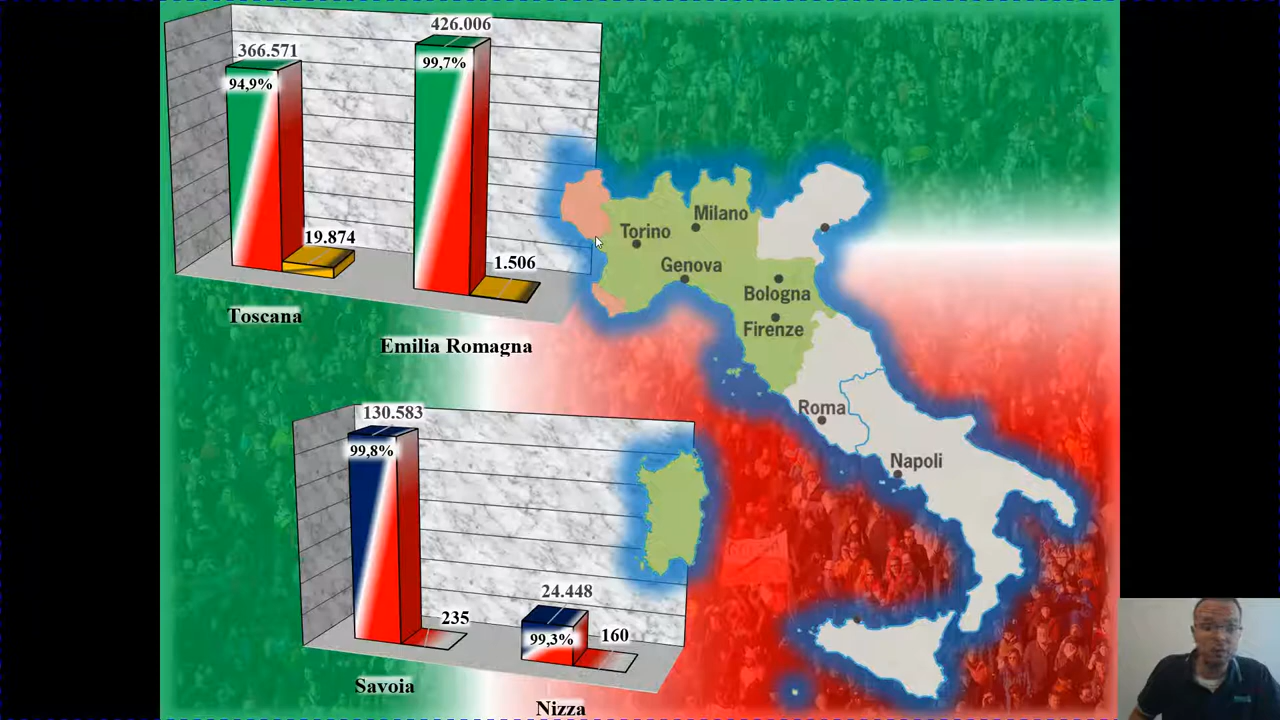 426.006
366.571
99,7%
94,9%
19.874
1.506
Toscana
Emilia Romagna
Milano
Torino
Genova
Bologna
Firenze
Roma
Napoli
130.583
99,8%
24.448
235
99,3%
160
Savoia
Nizza